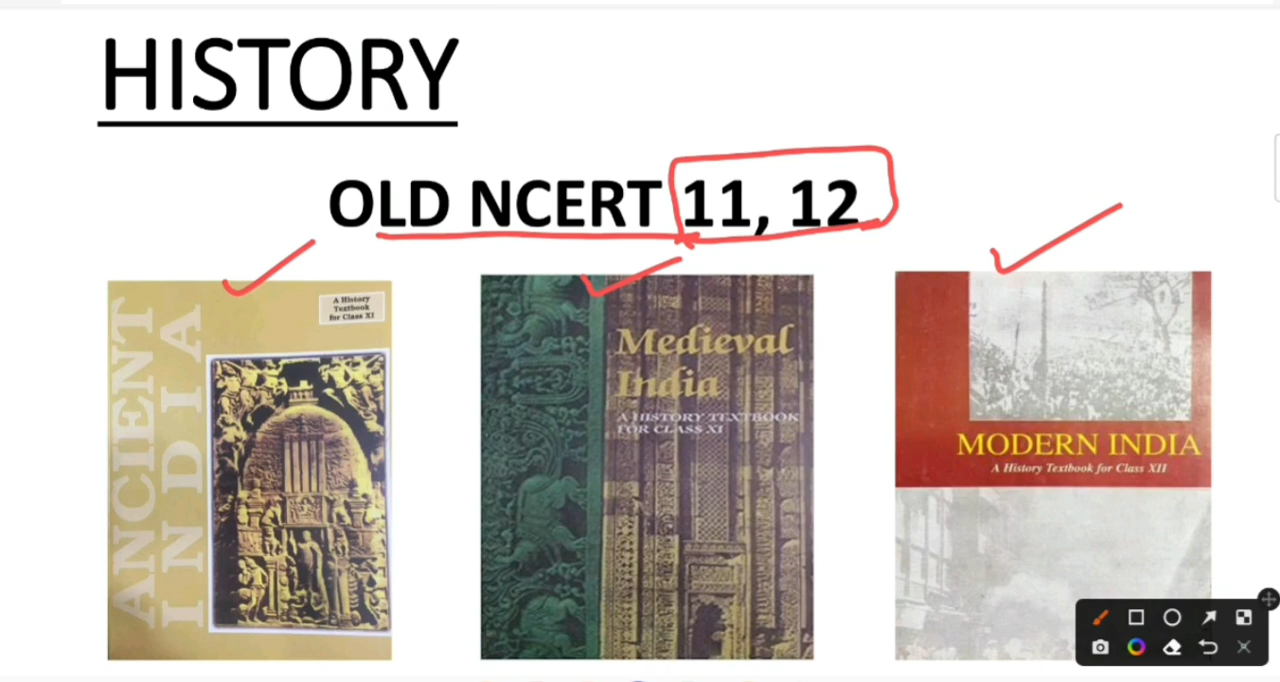 HISTORY
OLD NCERT 11, 12
ANCIENT
INDIA
A History
Textbook
for Class XI
Medieval
India
A HISTORY TEXTBOOK
FOR CLASS XI
MODERN INDIA
A History Textbook for Class XII